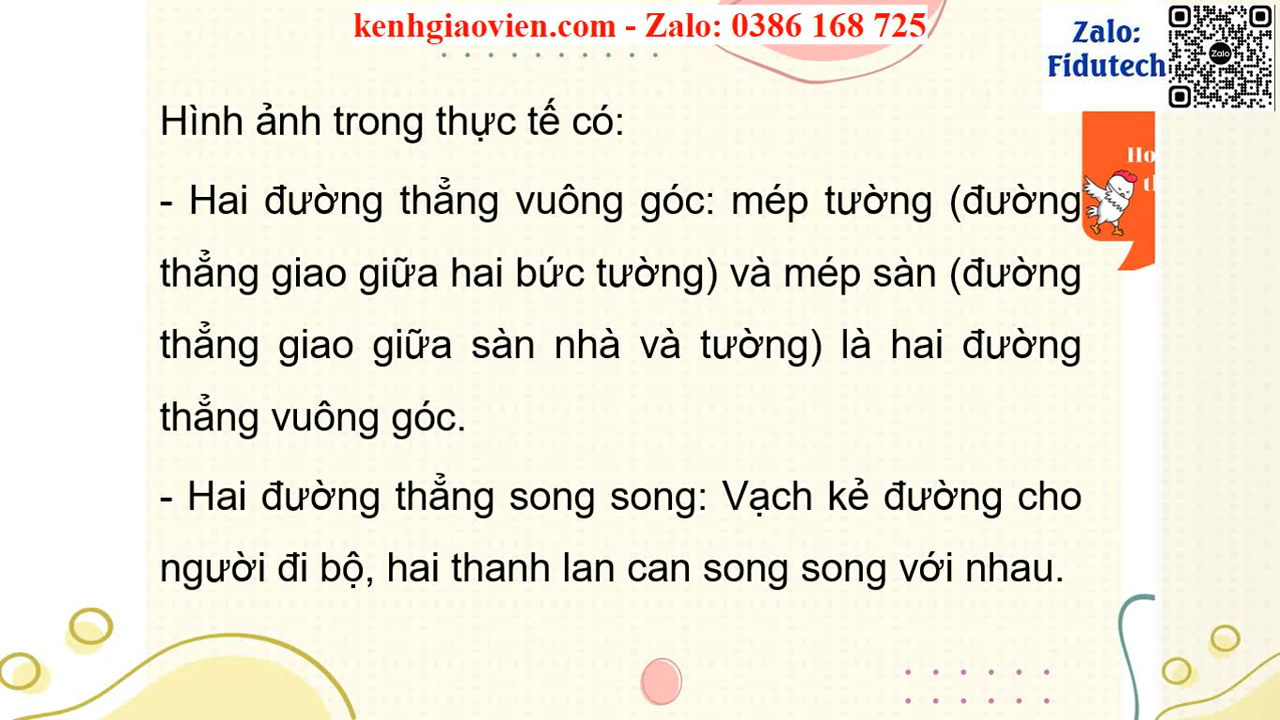 kenhgiaovien.com - Zalo: 0386 168 725
Zalo:
Fidutech
Zalo
Hình ảnh trong thực tế có:
- Hai đường thẳng vuông góc: mép tường (đường
thẳng giao giữa hai bức tường) và mép sàn (đường
thẳng giao giữa sàn nhà và tường) là hai đường
thẳng vuông góc.
- Hai đường thẳng song song: Vạch kẻ đường cho
người đi bộ, hai thanh lan can song song với nhau.